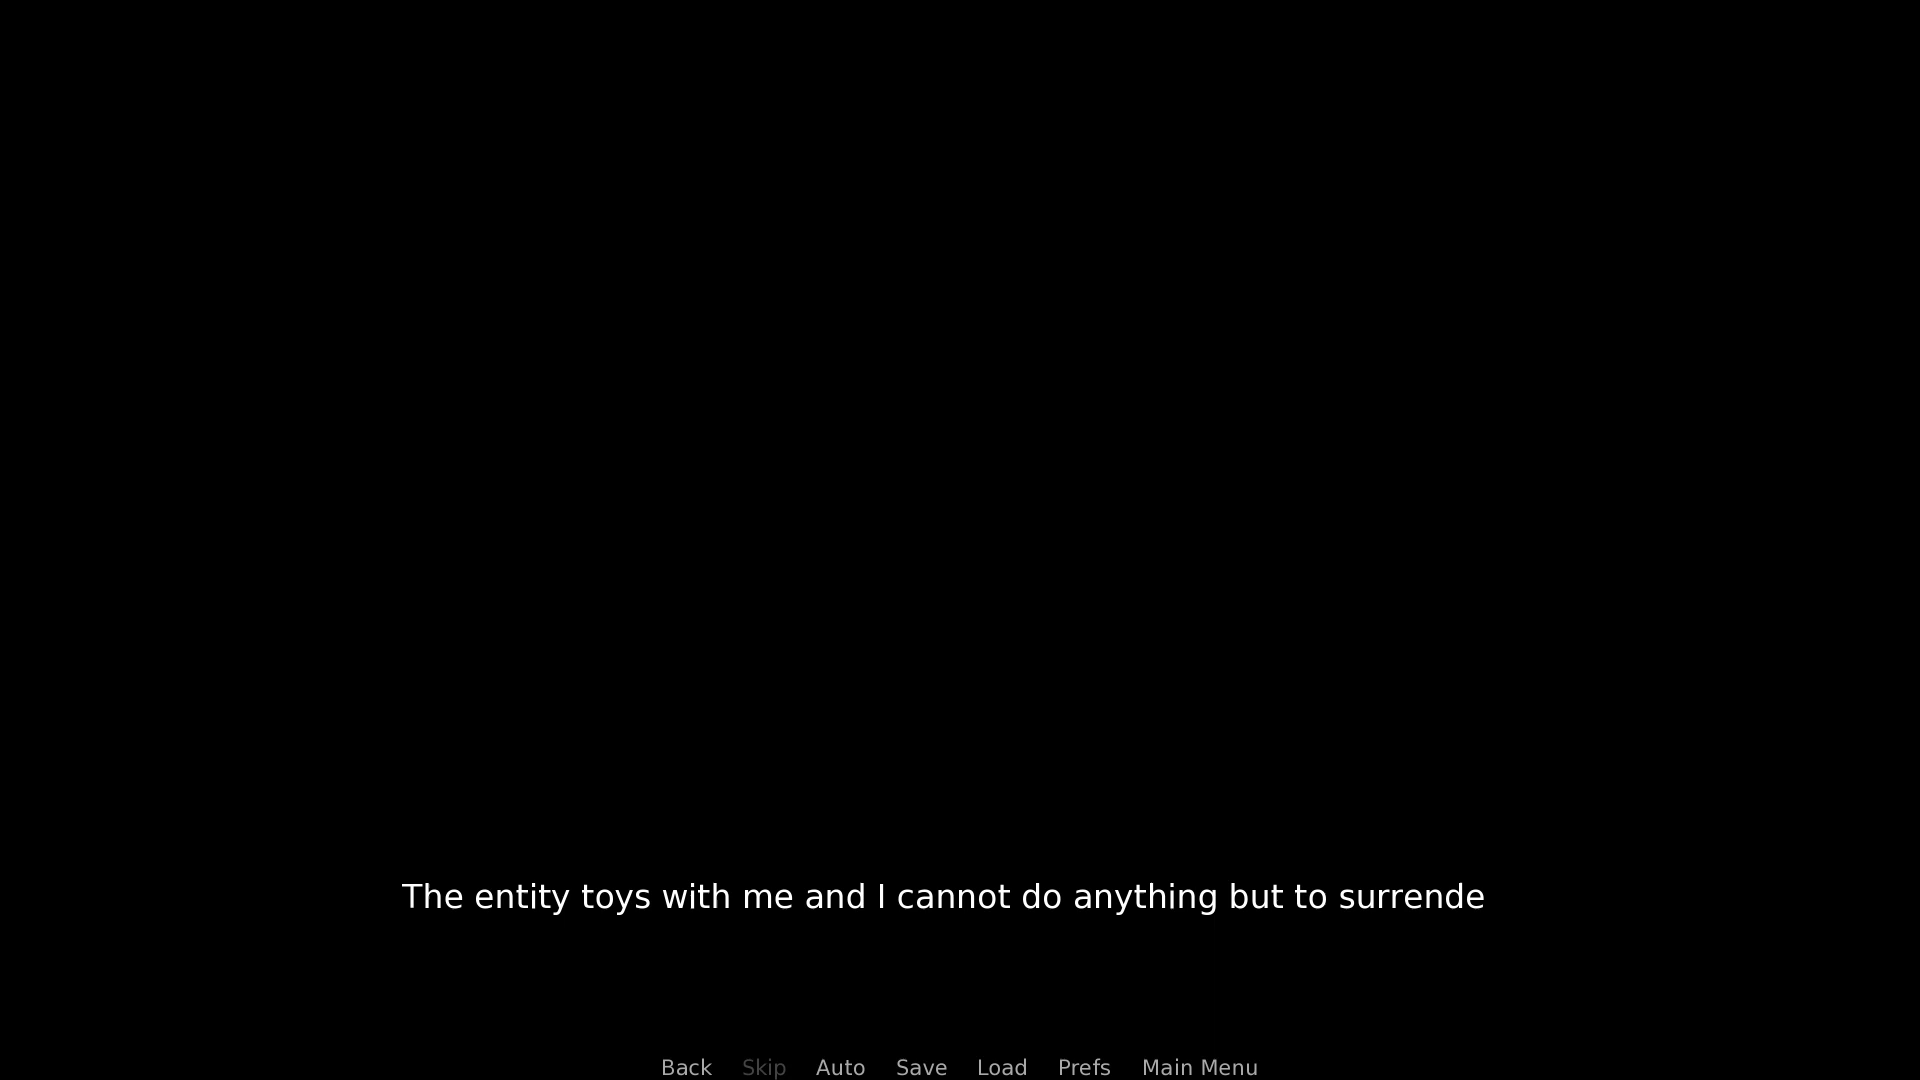 The entity toys with me and I cannot do anything but to surrende
Back Skip Auto Save Load Prefs Main Menu